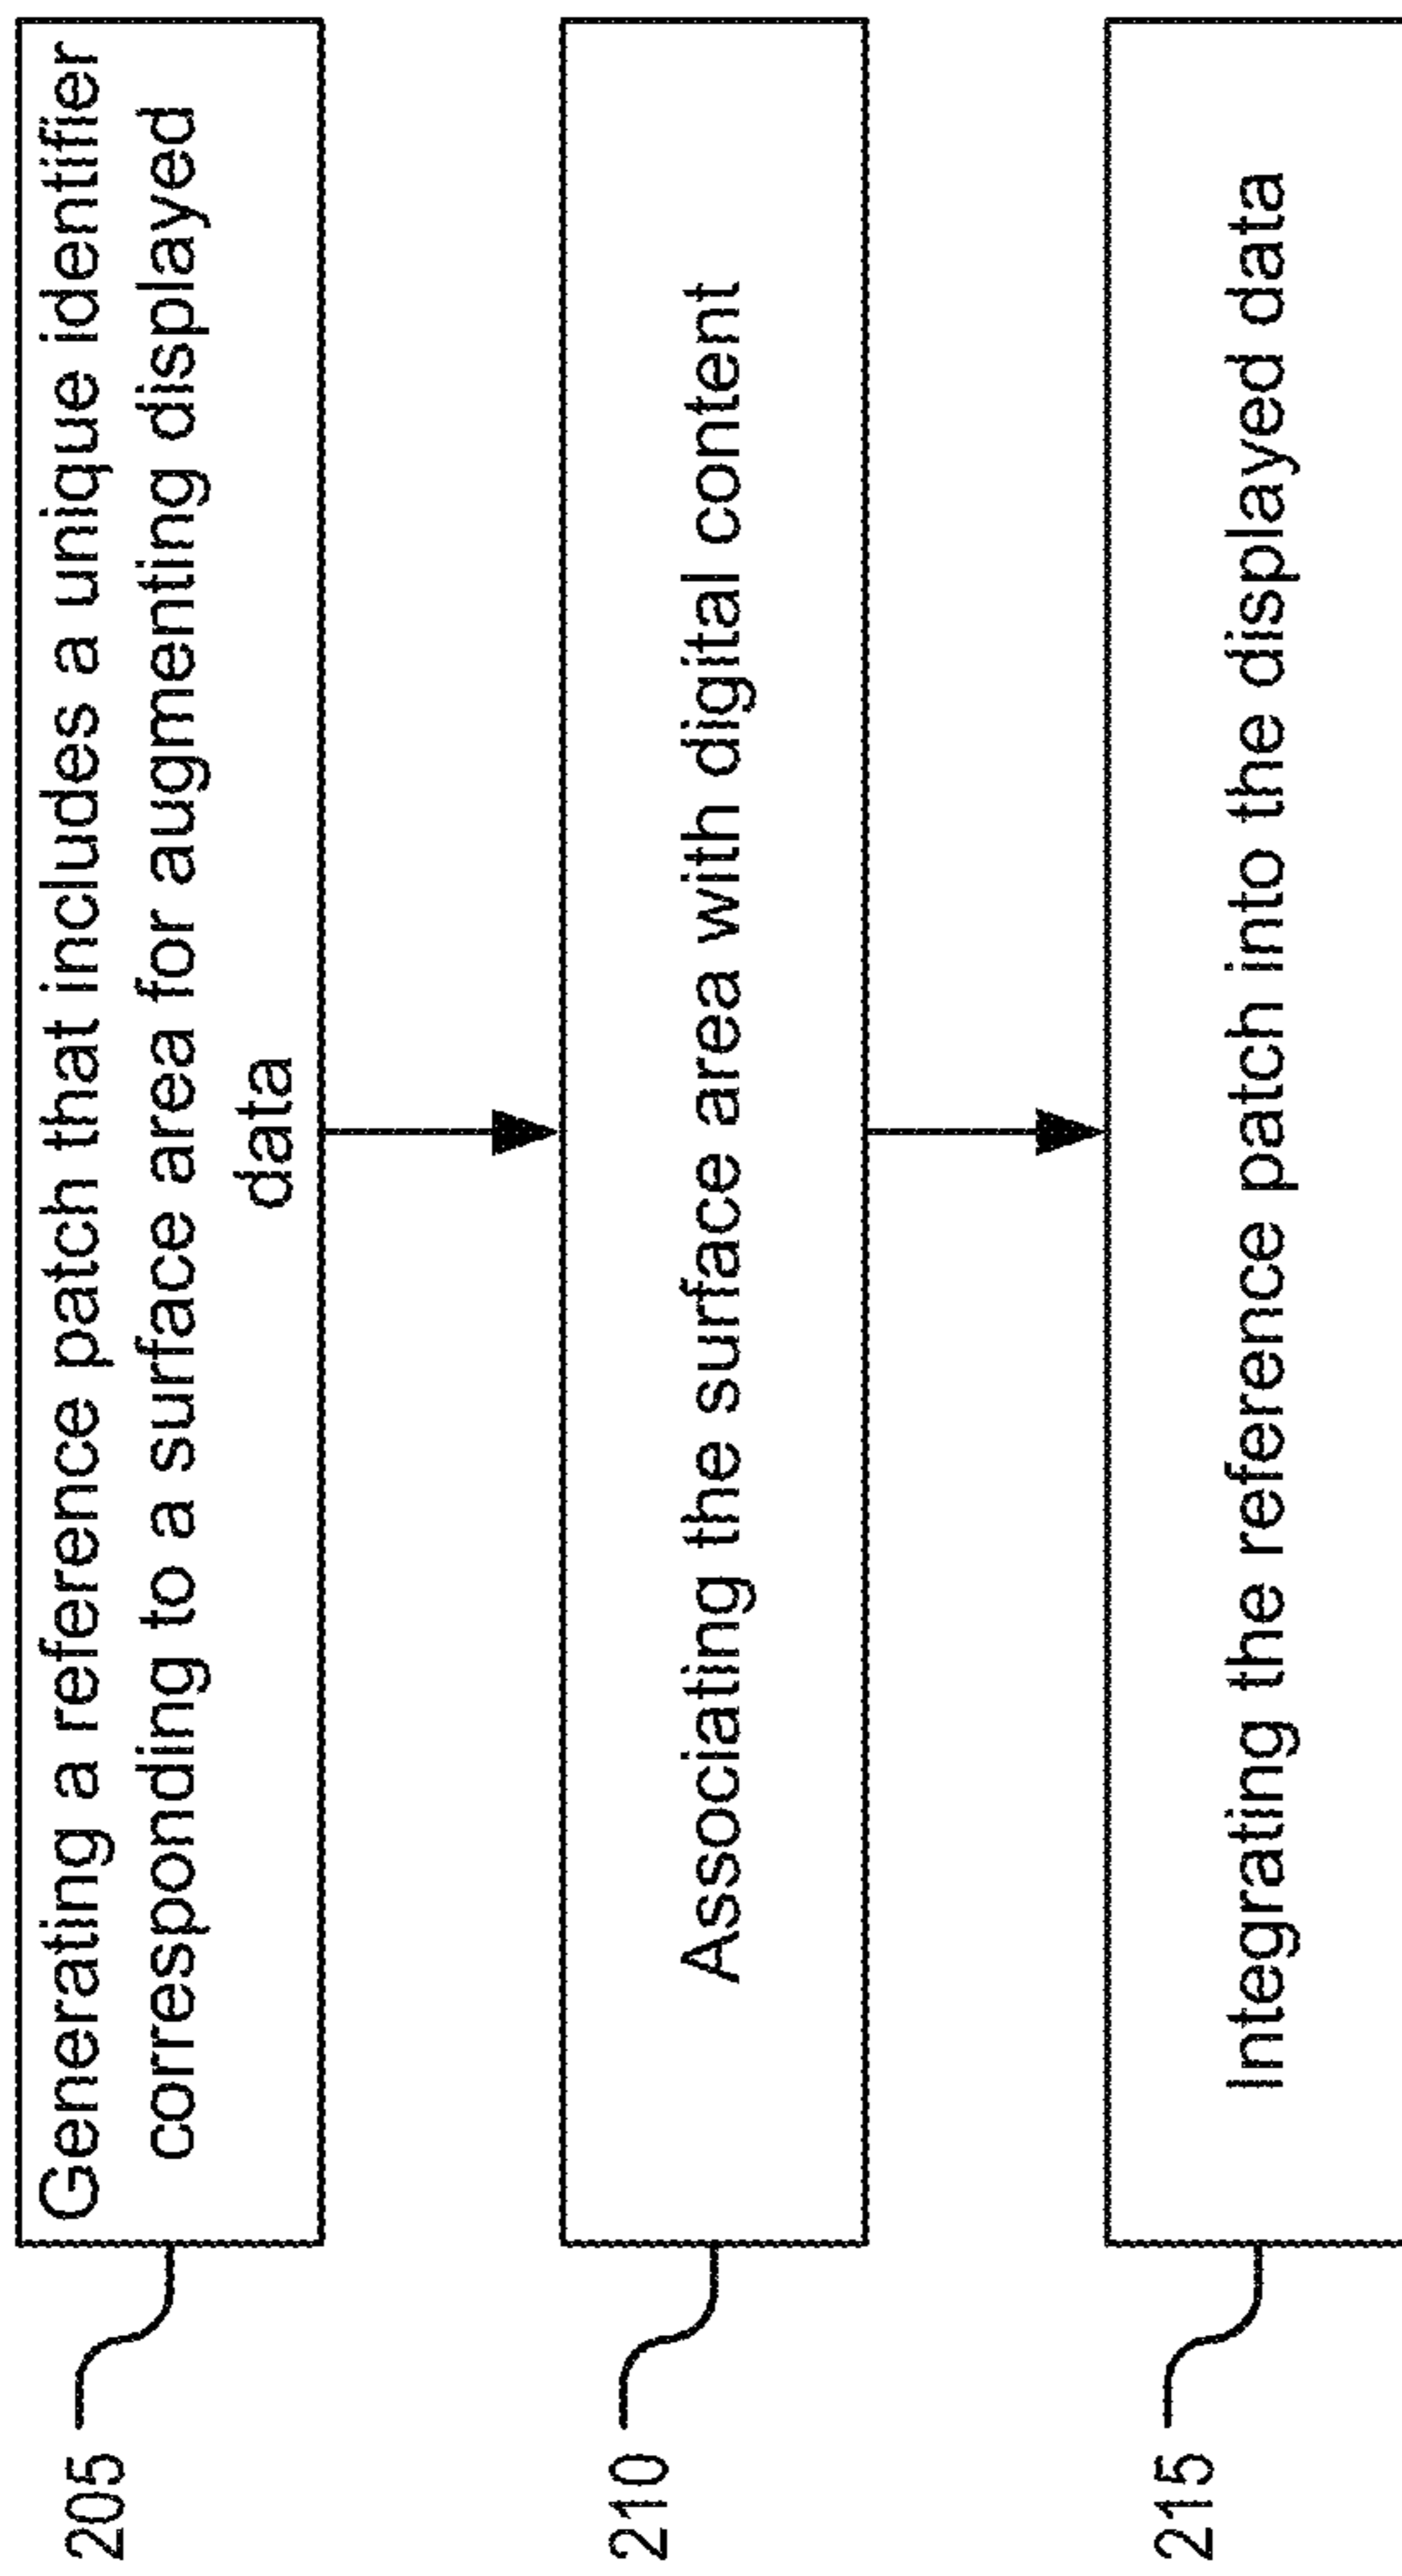 205
Generating a reference patch that includes a unique identifier
corresponding to a surface area for augmenting displayed
data
210
Associating the surface area with digital content
215
Integrating the reference patch into the displayed data